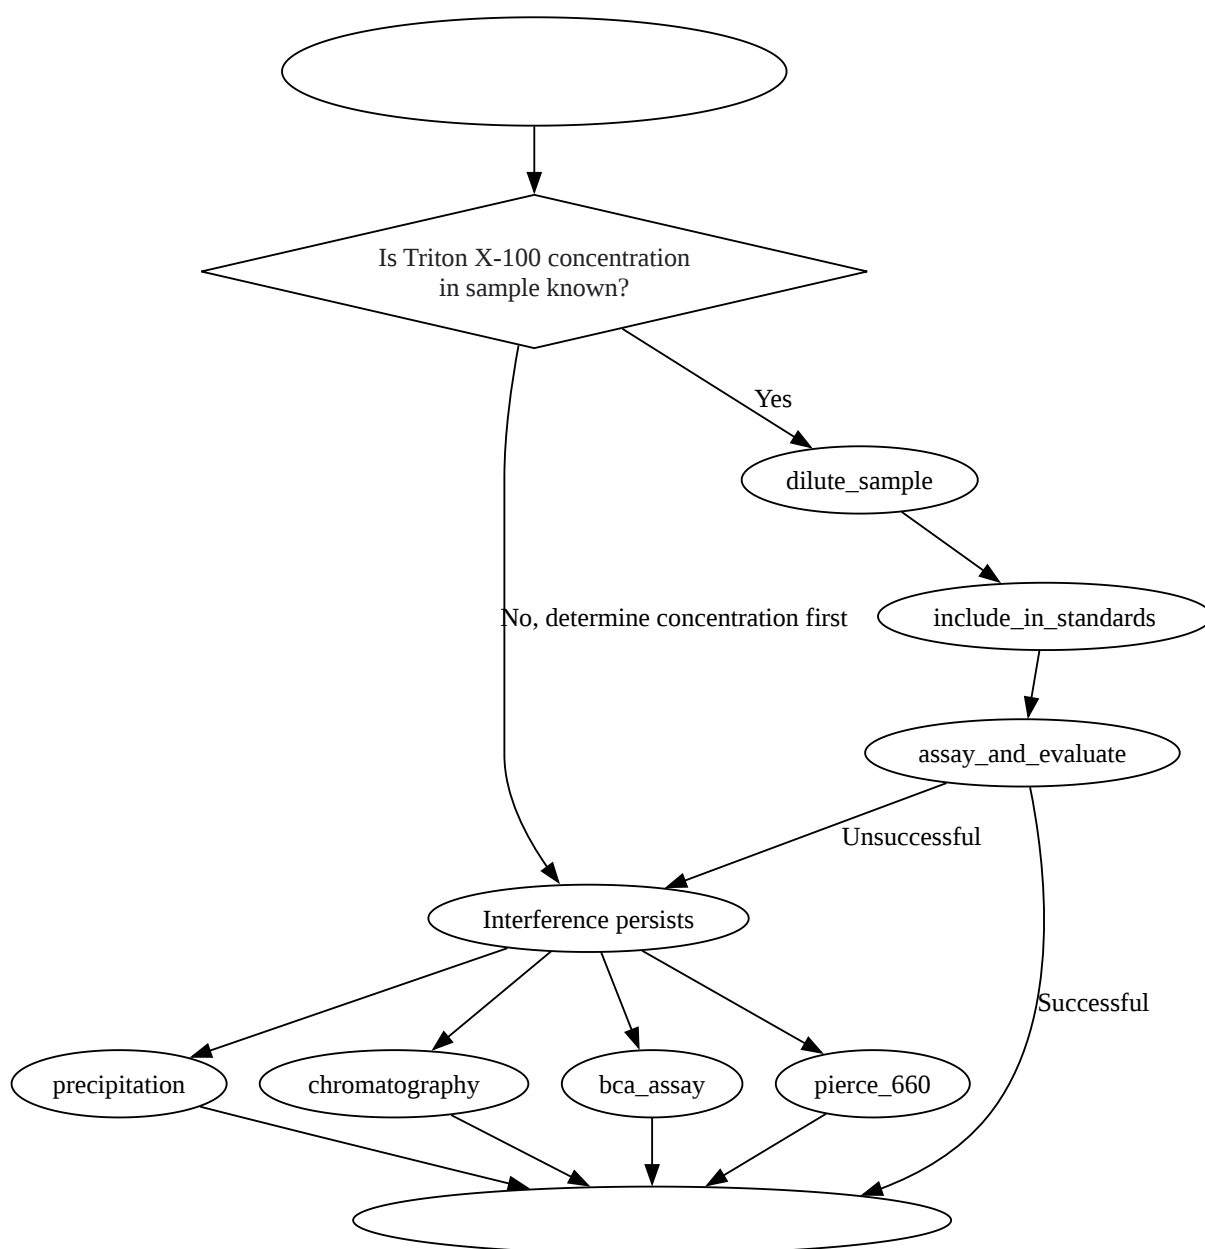 Is Triton X-100 concentration
in sample known?
Yes
dilute_sample
No, determine concentration first
include_in_standards
assay_and_evaluate
Unsuccessful
Interference persists
Successful
precipitation
chromatography
bca_assay
pierce_660